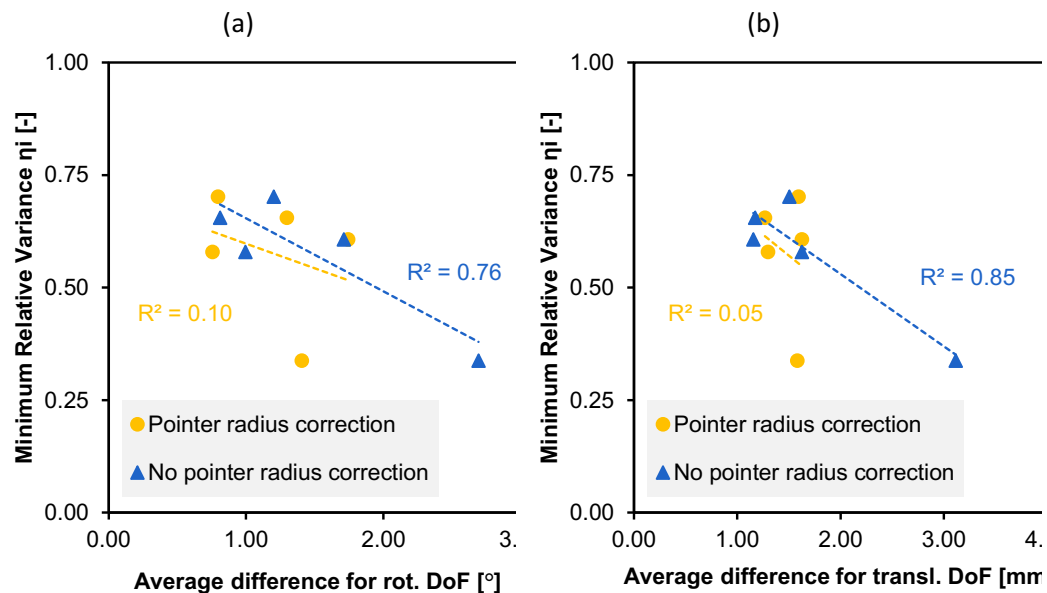 (a)
Minimum Relative Variance ηi [-]
1.00
0.75
0.50
0.25
0.00
R² = 0.76
R² = 0.10
Pointer radius correction
No pointer radius correction
0.00 1.00 2.00 3.
Average difference for rot. DoF [°]
(b)
Minimum Relative Variance ηi [-]
1.00
0.75
0.50
0.25
0.00
R² = 0.85
R² = 0.05
Pointer radius correction
No pointer radius correction
0.00 1.00 2.00 3.00 4.
Average difference for transl. DoF [mm